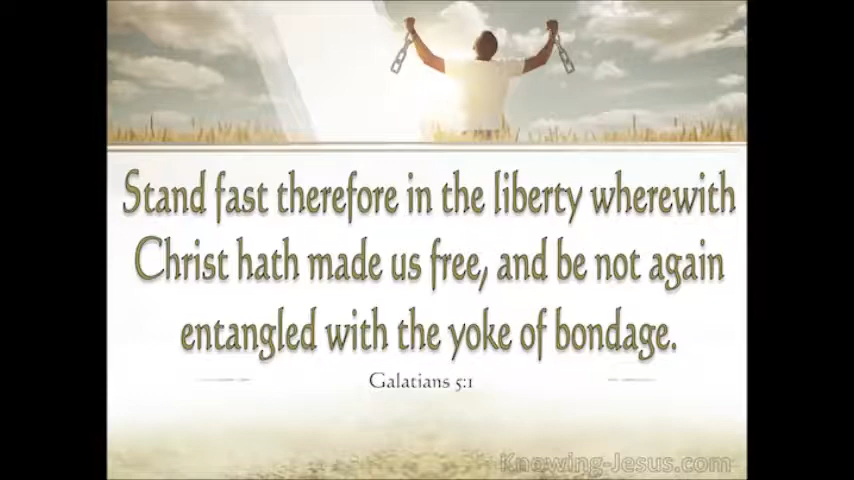 Stand fast therefore in the liberty wherewith
Christ hath made us free, and be not again
entangled with the yoke of bondage.
Galatians 5:1
Knowing-Jesus.com